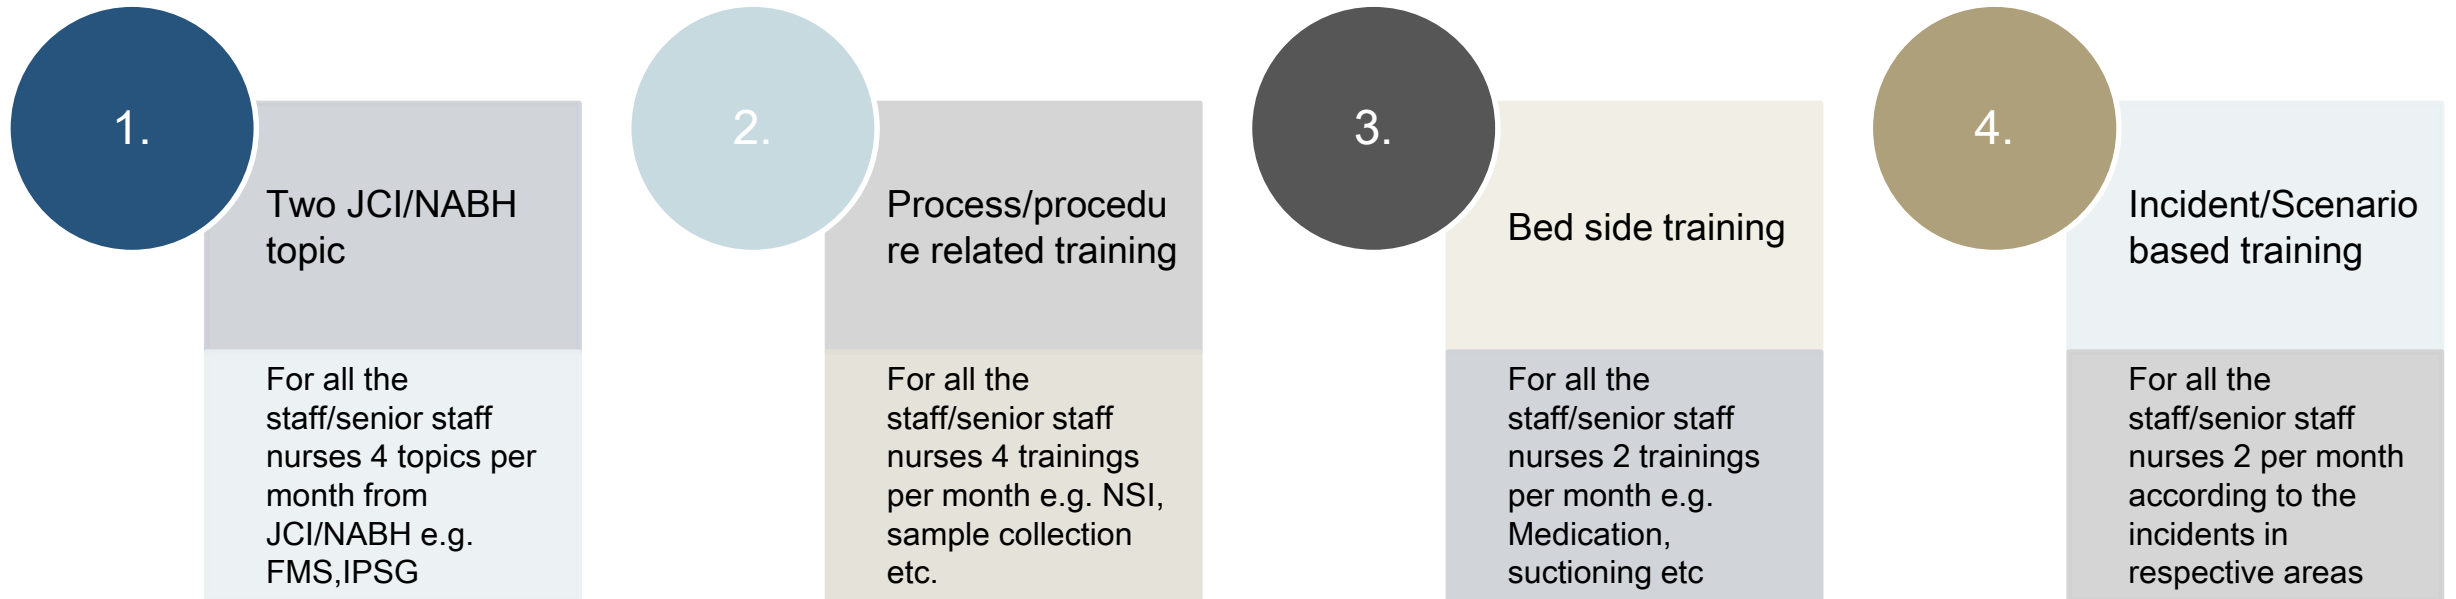 1.
Two JCI/NABH
topic
For all the
staff/senior staff
nurses 4 topics per
month from
JCI/NABH e.g.
FMS,IPSG
2.
Process/procedu
re related training
For all the
staff/senior staff
nurses 4 trainings
per month e.g. NSI,
sample collection
etc.
3.
Bed side training
For all the
staff/senior staff
nurses 2 trainings
per month e.g.
Medication,
suctioning etc
4.
Incident/Scenario
based training
For all the
staff/senior staff
nurses 2 per month
according to the
incidents in
respective areas